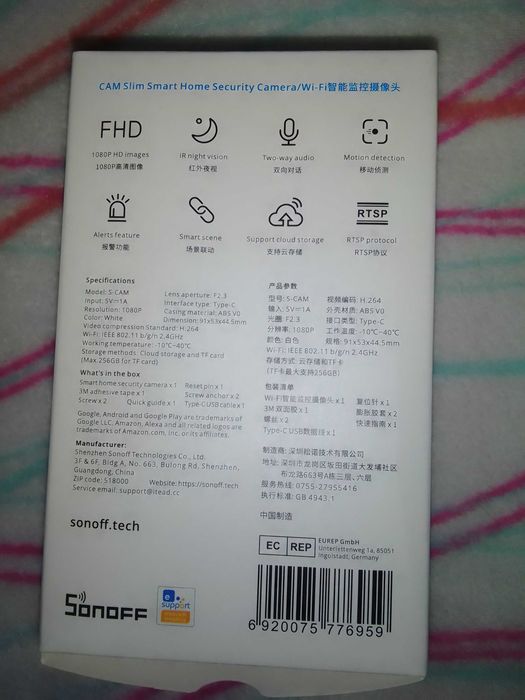 CAM Slim Smart Home Security Camera/Wi-Fi智能监控摄像头
FHD
1080P HD images
1080P高清图像
IR night vision
红外夜视
Two-way audio
双向对话
Motion detection
移动侦测
Alerts feature
报警功能
Smart scene
场景联动
Support cloud storage
支持云存储
RTSP
RTSP protocol
RTSP协议
Specifications
Model: S-CAM
Lens aperture: F2.3
Input: 5V⎓1A
Interface type: Type-C
Resolution: 1080P
Casing material: ABS V0
Color: White
Dimension: 91x53x44.5mm
Video compression Standard: H.264
Wi-Fi: IEEE 802.11 b/g/n 2.4GHz
Working temperature: -10℃~40℃
Storage methods: Cloud storage and TF card
(Max.256GB for TF card)
What's in the box
Smart home security camera x 1
Reset pin x 1
3M adhesive tape x 1
Screw anchor x 2
Screw x 2
Quick guide x 1
Type-C USB cable x 1
Google, Android and Google Play are trademarks of
Google LLC, Amazon, Alexa and all related logos are
trademarks of Amazon.com, Inc. or its affiliates.
Manufacturer:
Shenzhen Sonoff Technologies Co., Ltd.
3F & 6F, Bldg A, No. 663, Bulong Rd, Shenzhen,
Guangdong, China
ZIP code: 518000
Website: https://sonoff.tech
Service email: support@itead.cc
sonoff.tech
产品参数
型号: S-CAM
视频编码: H.264
输入: 5V⎓1A
外壳材质: ABS V0
光圈: F2.3
接口类型: Type-C
分辨率: 1080P
工作温度: -10℃~40℃
颜色: 白色
规格: 91x53x44.5mm
Wi-Fi: IEEE 802.11 b/g/n 2.4GHz
存储方式: 云存储和TF卡
(TF卡最大支持256GB)
包装清单
Wi-Fi智能监控摄像头 x 1
复位针 x 1
3M双面胶 x 1
膨胀胶套 x 2
螺丝 x 2
快速指南 x 1
Type-C USB数据线 x 1
制造商: 深圳松诺技术有限公司
地址: 深圳市龙岗区坂田街道大发埔社区
布龙路663号A栋三层、六层
服务热线: 0755-27955416
执行标准: GB 4943.1
中国制造
EC REP
EUREP GmbH
Unterlettenweg 1a, 85051
Ingolstadt, Germany
SONOFF
e
support
6 920075 776959